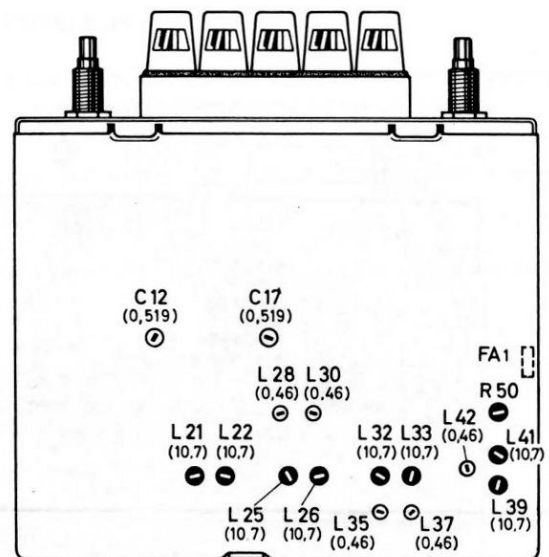 C 12
(0,519)
C 17
(0,519)
FA1
L 28
(0,46)
L 30
(0,46)
R 50
L 42
(0,46)
L 21
(10,7)
L 22
(10,7)
L 32
(10,7)
L33
(10,7)
L 41
(10,7)
L 25
(10.7)
L 26
(10,7)
L 35
(0,46)
L 37
(0,46)
L 39
(10,7)